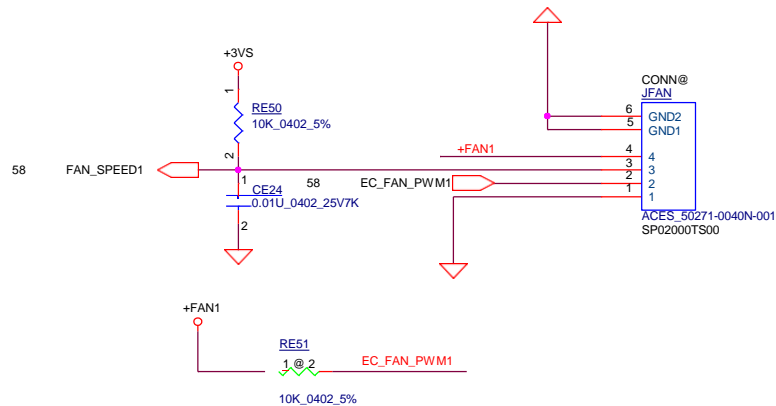 +3VS
1
RE50
10K_0402_5%
2
58
FAN_SPEED1
1
CE24
0.01U_0402_25V7K
2
58
EC_FAN_PWM1
+FAN1
CONN@
JFAN
6
GND2
5
GND1
4
4
3
3
2
2
1
1
ACES_50271-0040N-001
SP02000TS00
+FAN1
RE51
1 @ 2
EC_FAN_PWM1
10K_0402_5%